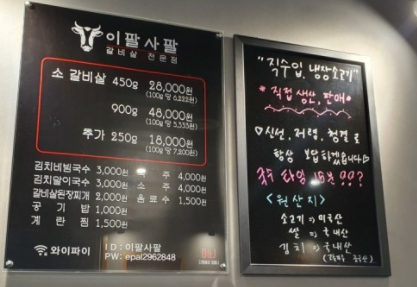 이팔사팔
갈비살 전문점
소 갈비살 450g 28,000원
(100g 당 6,222원)
900g 48,000원
(100g 당 5,333원)
추가 250g 18,000원
(100g 당 7,200원)
김치비빔국수 3,000원 소 주 4,000원
김치말이국수 3,000원 맥 주 4,000원
갈비살된장찌개 2,000원 음료수 1,500원
공 기 밥 1,000원
계 란 찜 1,500원
와이파이 ID : 이팔사팔
PW: epal2962848
"직수입, 냉장소고기"
* 직접 생산, 판매 *
♡신선, 저렴, 청결 로
항상 보답하겠습니다♡
<원산지>
소고기 → 미국산
쌀 → 국내산
김치 → 국내산